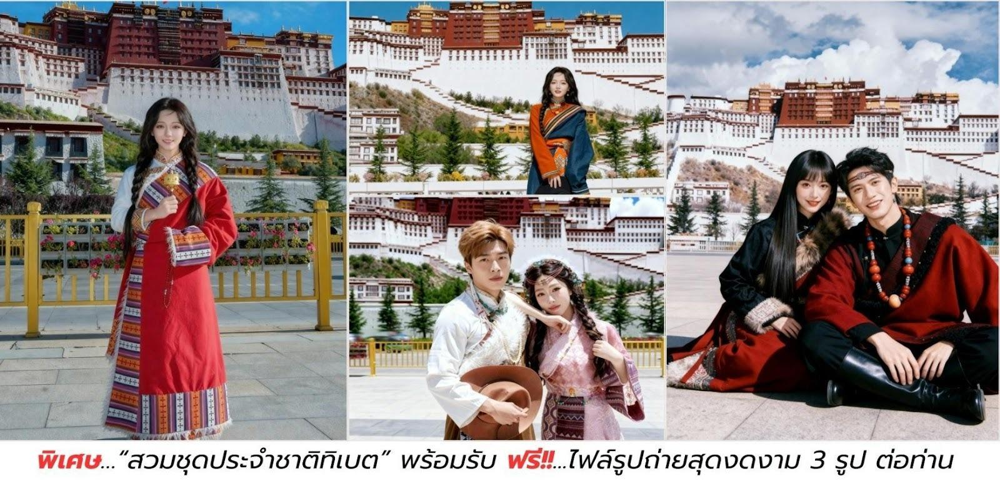 พิเศษ...“สวมชุดประจำชาติทิเบต” พร้อมรับ ฟรี!!...ไฟล์รูปถ่ายสุดงดงาม 3 รูป ต่อท่าน